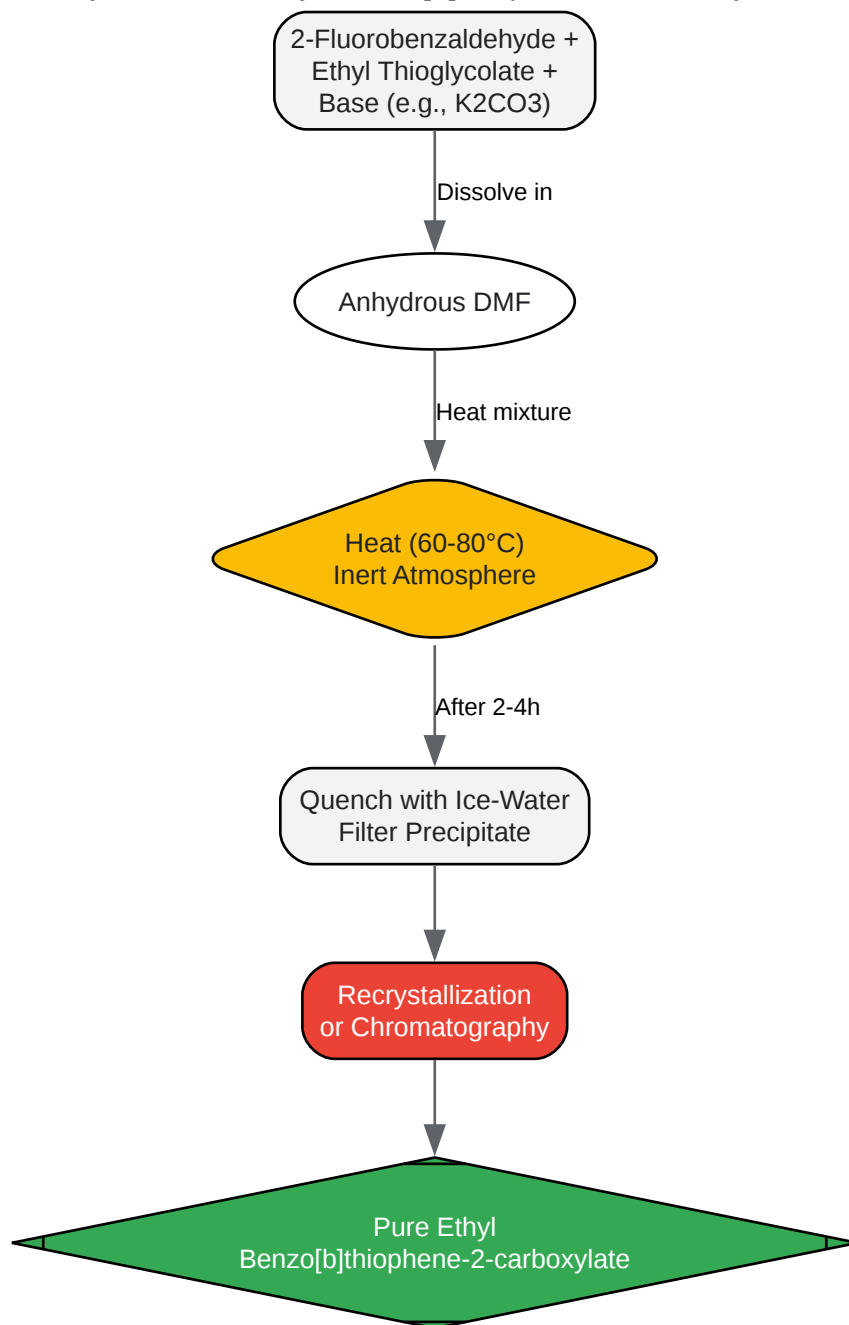 2-Fluorobenzaldehyde +
Ethyl Thioglycolate +
Base (e.g., K2CO3)
Dissolve in
Anhydrous DMF
Heat mixture
Heat (60-80°C)
Inert Atmosphere
After 2-4h
Quench with Ice-Water
Filter Precipitate
Recrystallization
or Chromatography
Pure Ethyl
Benzo[b]thiophene-2-carboxylate